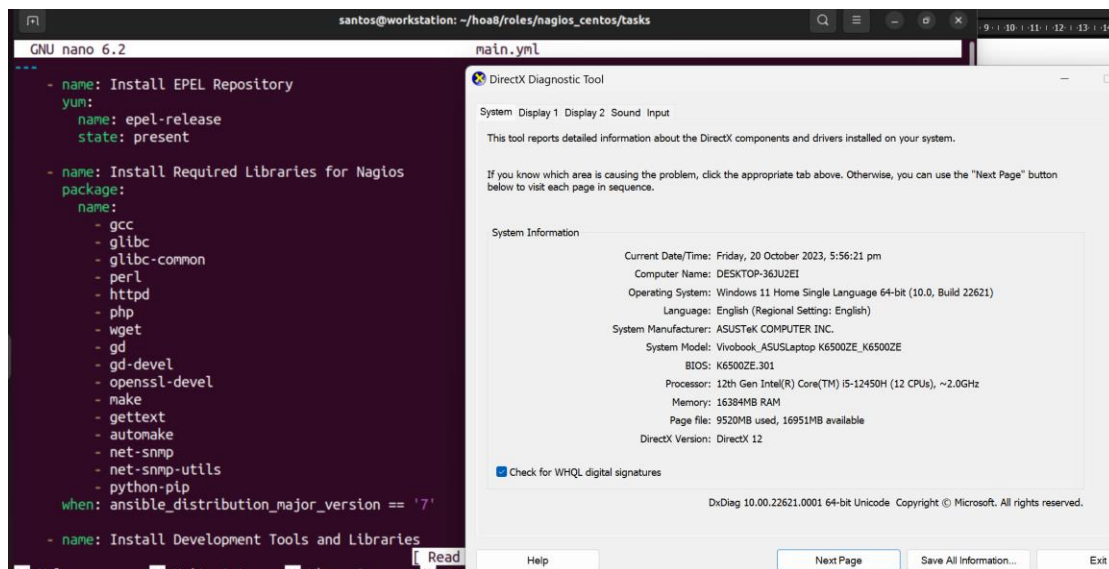 santos@workstation: ~/hoa8/roles/nagios_centos/tasks
GNU nano 6.2 main.yml
---
- name: Install EPEL Repository
yum:
name: epel-release
state: present
- name: Install Required Libraries for Nagios
package:
name:
- gcc
- glibc
- glibc-common
- perl
- httpd
- php
- wget
- gd
- gd-devel
- openssl-devel
- make
- gettext
- automake
- net-snmp
- net-snmp-utils
- python-pip
when: ansible_distribution_major_version == '7'
- name: Install Development Tools and Libraries
[ Read
9 10 11 12 13
DirectX Diagnostic Tool
System Display 1 Display 2 Sound Input
This tool reports detailed information about the DirectX components and drivers installed on your system.
If you know which area is causing the problem, click the appropriate tab above. Otherwise, you can use the "Next Page" button
below to visit each page in sequence.
System Information
Current Date/Time: Friday, 20 October 2023, 5:56:21 pm
Computer Name: DESKTOP-36JU2EI
Operating System: Windows 11 Home Single Language 64-bit (10.0, Build 22621)
Language: English (Regional Setting: English)
System Manufacturer: ASUSTeK COMPUTER INC.
System Model: Vivobook_ASUSLaptop K6500ZE_K6500ZE
BIOS: K6500ZE.301
Processor: 12th Gen Intel(R) Core(TM) i5-12450H (12 CPUs), ~2.0GHz
Memory: 16384MB RAM
Page file: 9520MB used, 16951MB available
DirectX Version: DirectX 12
Check for WHQL digital signatures
DxDiag 10.00.22621.0001 64-bit Unicode Copyright © Microsoft. All rights reserved.
Help Next Page Save All Information... Exit